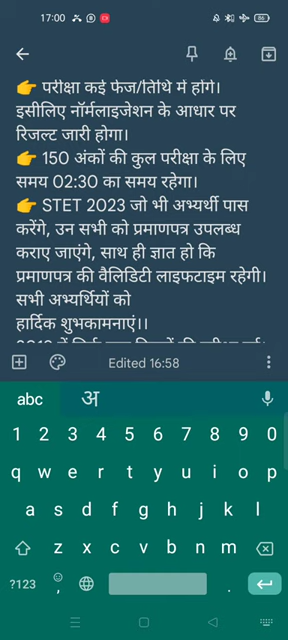 17:00
86
👉 परीक्षा कई फेज/तिथि में होंगे।
इसीलिए नॉर्मलाइजेशन के आधार पर
रिजल्ट जारी होगा।
👉 150 अंकों की कुल परीक्षा के लिए
समय 02:30 का समय रहेगा।
👉 STET 2023 जो भी अभ्यर्थी पास
करेंगे, उन सभी को प्रमाणपत्र उपलब्ध
कराए जाएंगे, साथ ही ज्ञात हो कि
प्रमाणपत्र की वैलिडिटी लाइफटाइम रहेगी।
सभी अभ्यर्थियों को
हार्दिक शुभकामनाएं।।
Edited 16:58
abc अ
1 2 3 4 5 6 7 8 9 0
q w e r t y u i o p
a s d f g h j k l
z x c v b n m
?123 , .